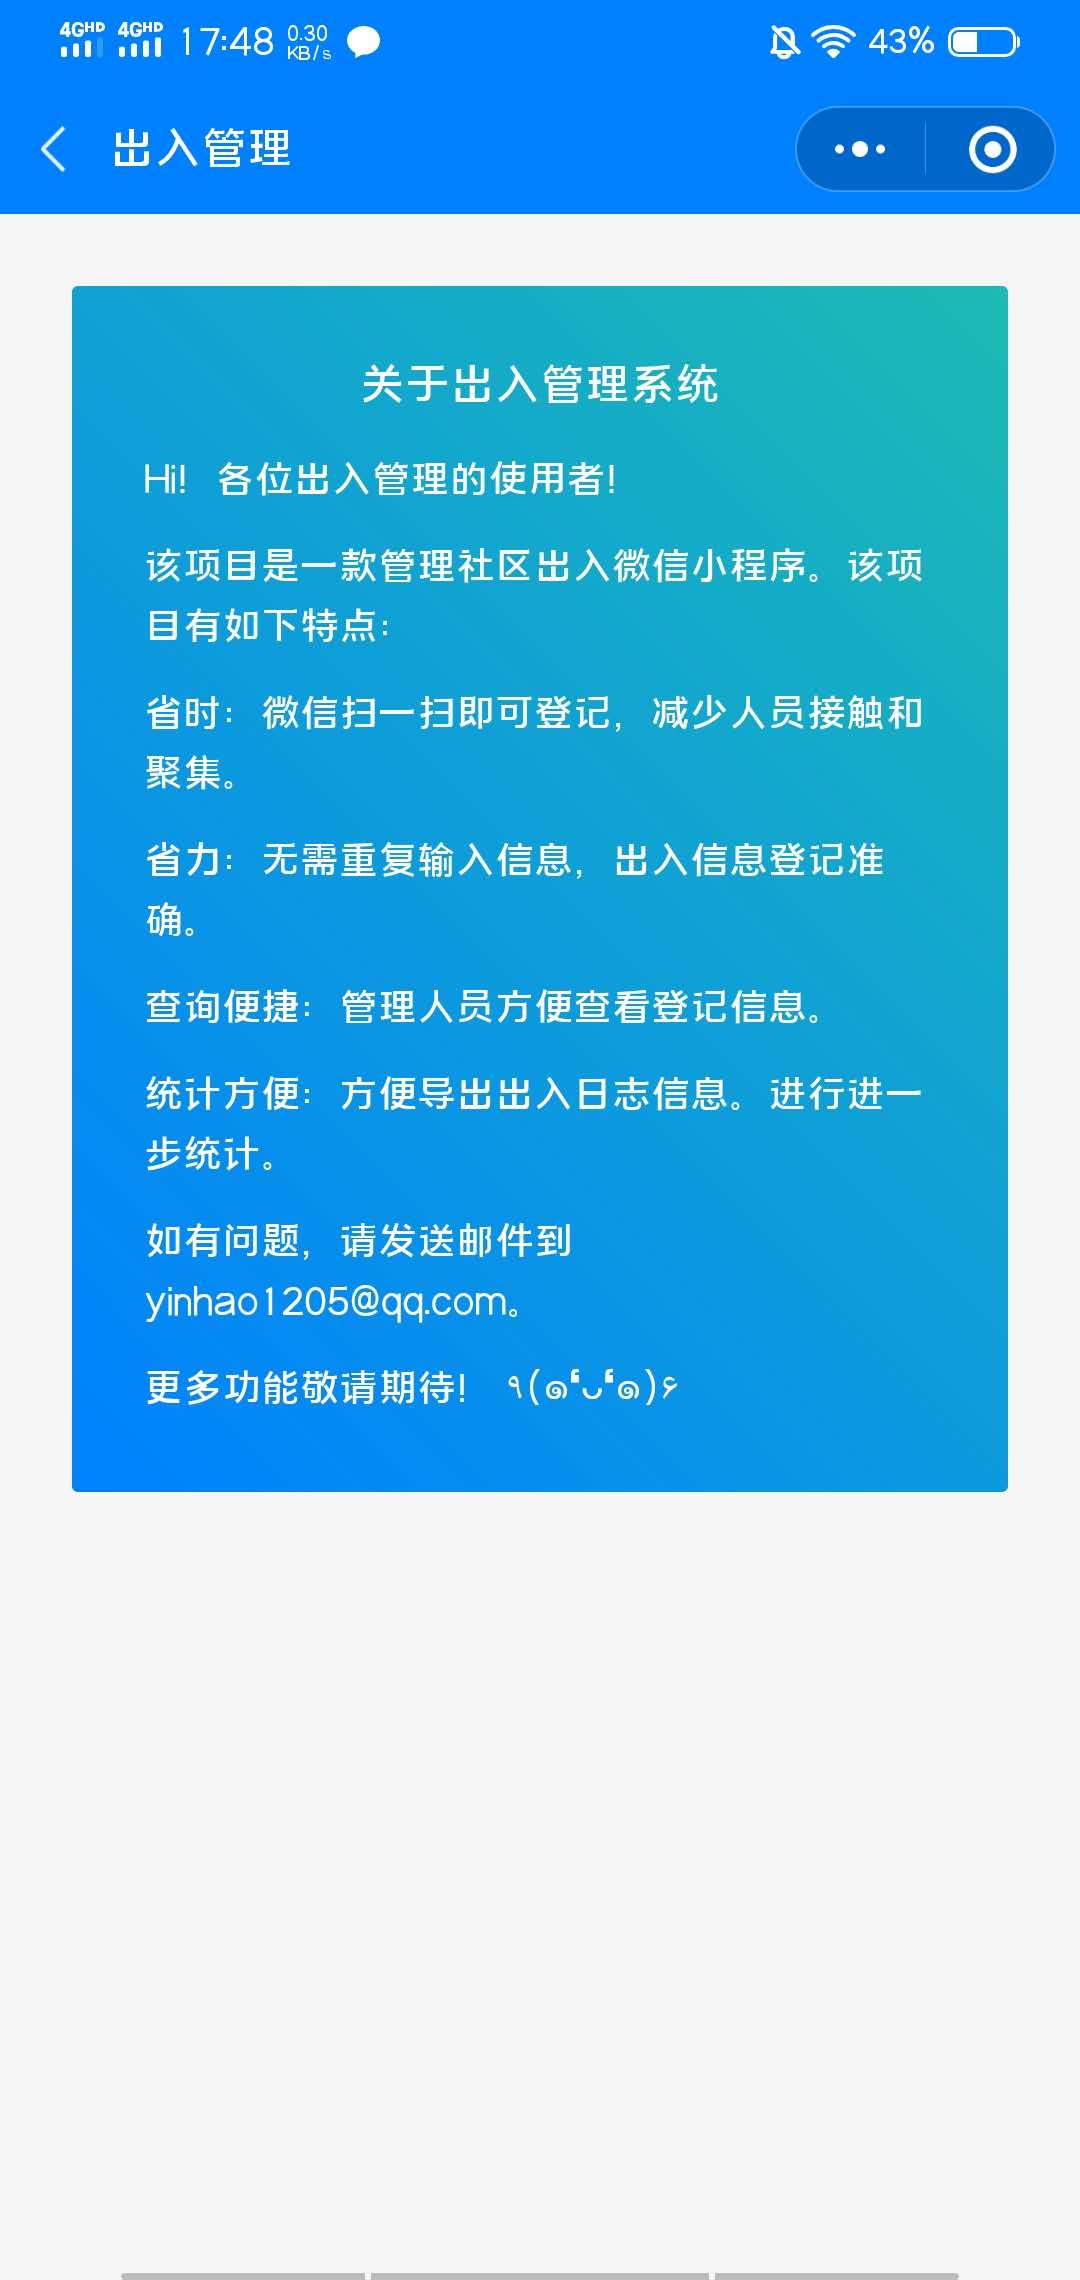 4GHD 4GHD 17:48 0.30 KB/s 43%
出入管理
关于出入管理系统
Hi! 各位出入管理的使用者!
该项目是一款管理社区出入微信小程序。该项
目有如下特点:
省时: 微信扫一扫即可登记, 减少人员接触和
聚集。
省力: 无需重复输入信息, 出入信息登记准
确。
查询便捷: 管理人员方便查看登记信息。
统计方便: 方便导出出入日志信息。进行进一
步统计。
如有问题, 请发送邮件到
yinhao1205@qq.com。
更多功能敬请期待! ٩(๑❛ᴗ❛๑)۶